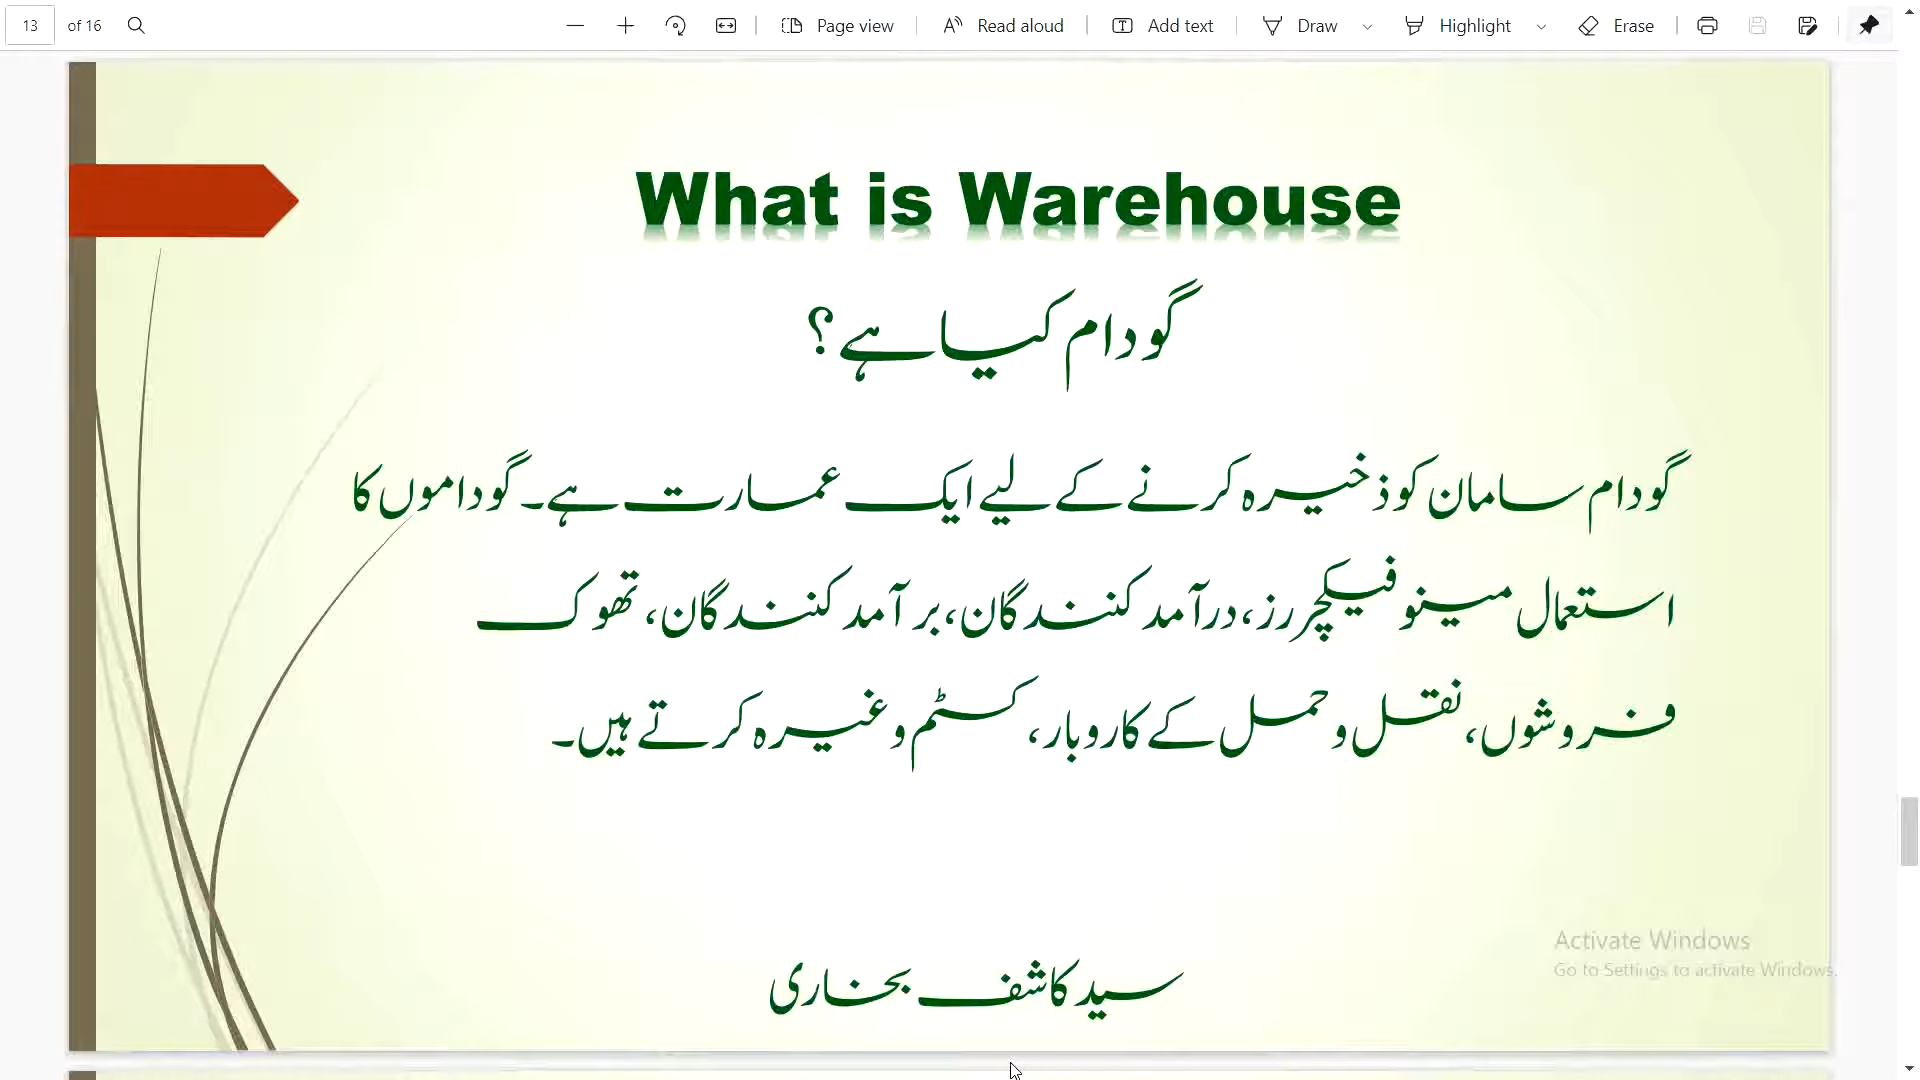 13 of 16 Page view Read aloud Add text Draw Highlight Erase
What is Warehouse
گودام کیا ہے؟
گودام سامان کو ذخیرہ کرنے کے لیے ایک عمارت ہے۔ گوداموں کا
استعمال مینوفیکچررز، درآمد کنندگان، برآمد کنندگان، تھوک
فروشوں، نقل و حمل کے کاروبار، کسٹم وغیرہ کرتے ہیں۔
Activate Windows
Go to Settings to activate Windows.
سید کاشف بخاری